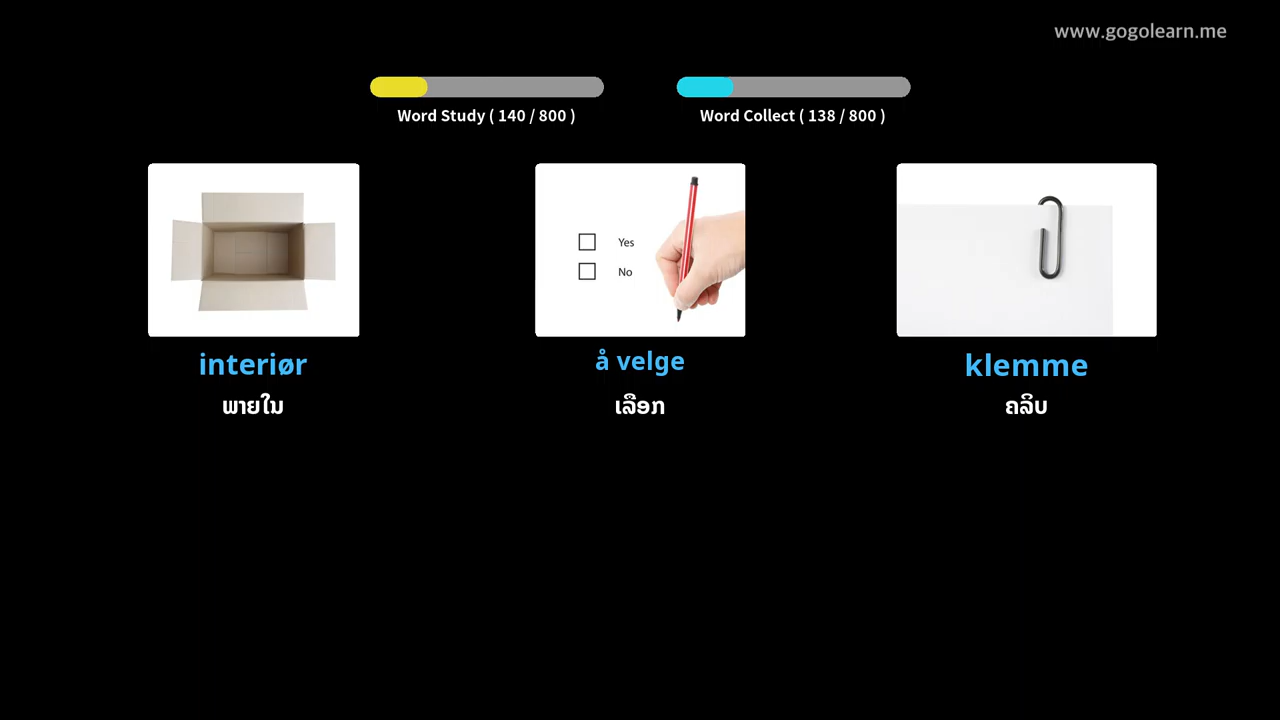 www.gogolearn.me
Word Study ( 140 / 800 )
Word Collect ( 138 / 800 )
Yes
No
interiør
å velge
klemme
ພາຍໃນ
ເລືອກ
ຄລິບ